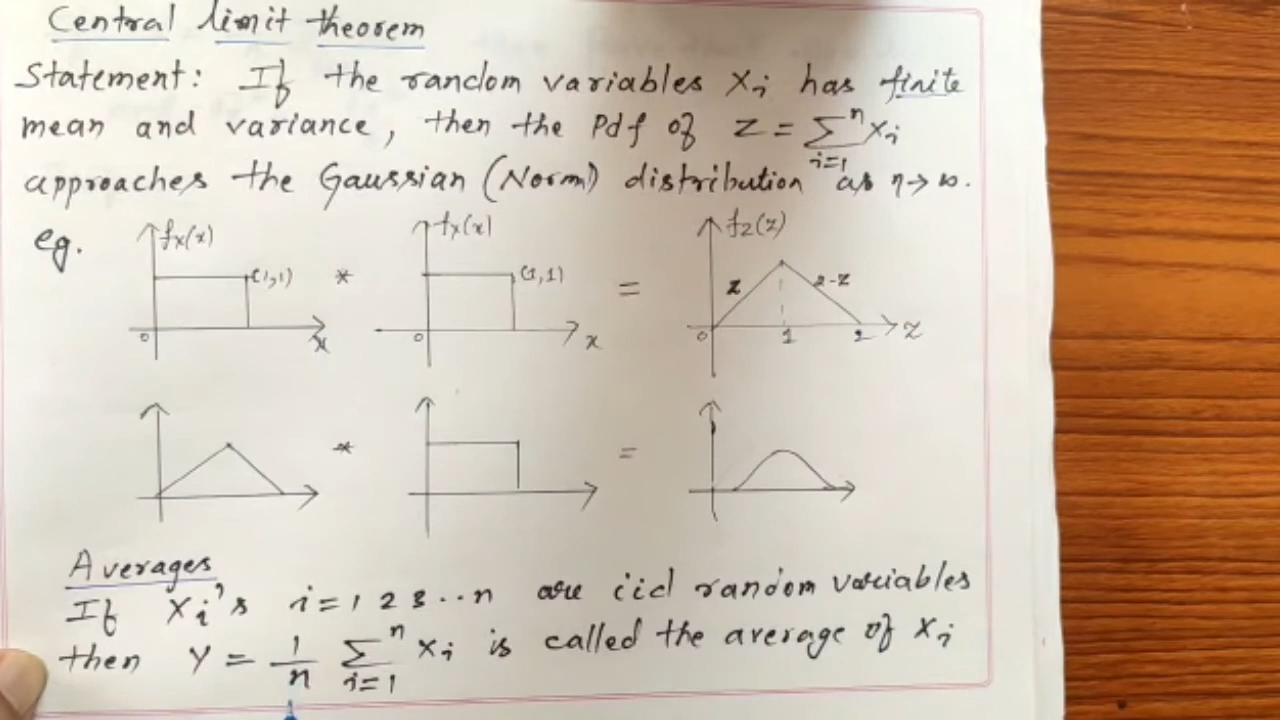 Central limit theorem
Statement: If the random variables Xi has finite
mean and variance, then the Pdf of Z = Σ^n_{i=1} Xi
approaches the Gaussian (Normal) distribution as n→∞.
eg. fx(x) (1,1) * fx(x) (1,1) = fz(z) z 2-z
0 x 0 x 0 1 2 z
* =
Averages
If Xi's i=1 2 3 .. n are iid random variables
then Y = 1/n Σ^n_{i=1} Xi is called the average of Xi